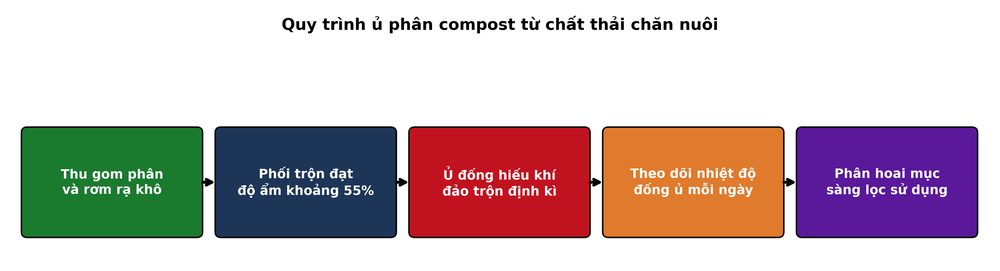 Quy trình ủ phân compost từ chất thải chăn nuôi
Thu gom phân
và rơm rạ khô
Phối trộn đạt
độ ẩm khoảng 55%
Ủ đống hiếu khí
đảo trộn định kì
Theo dõi nhiệt độ
đống ủ mỗi ngày
Phân hoai mục
sàng lọc sử dụng